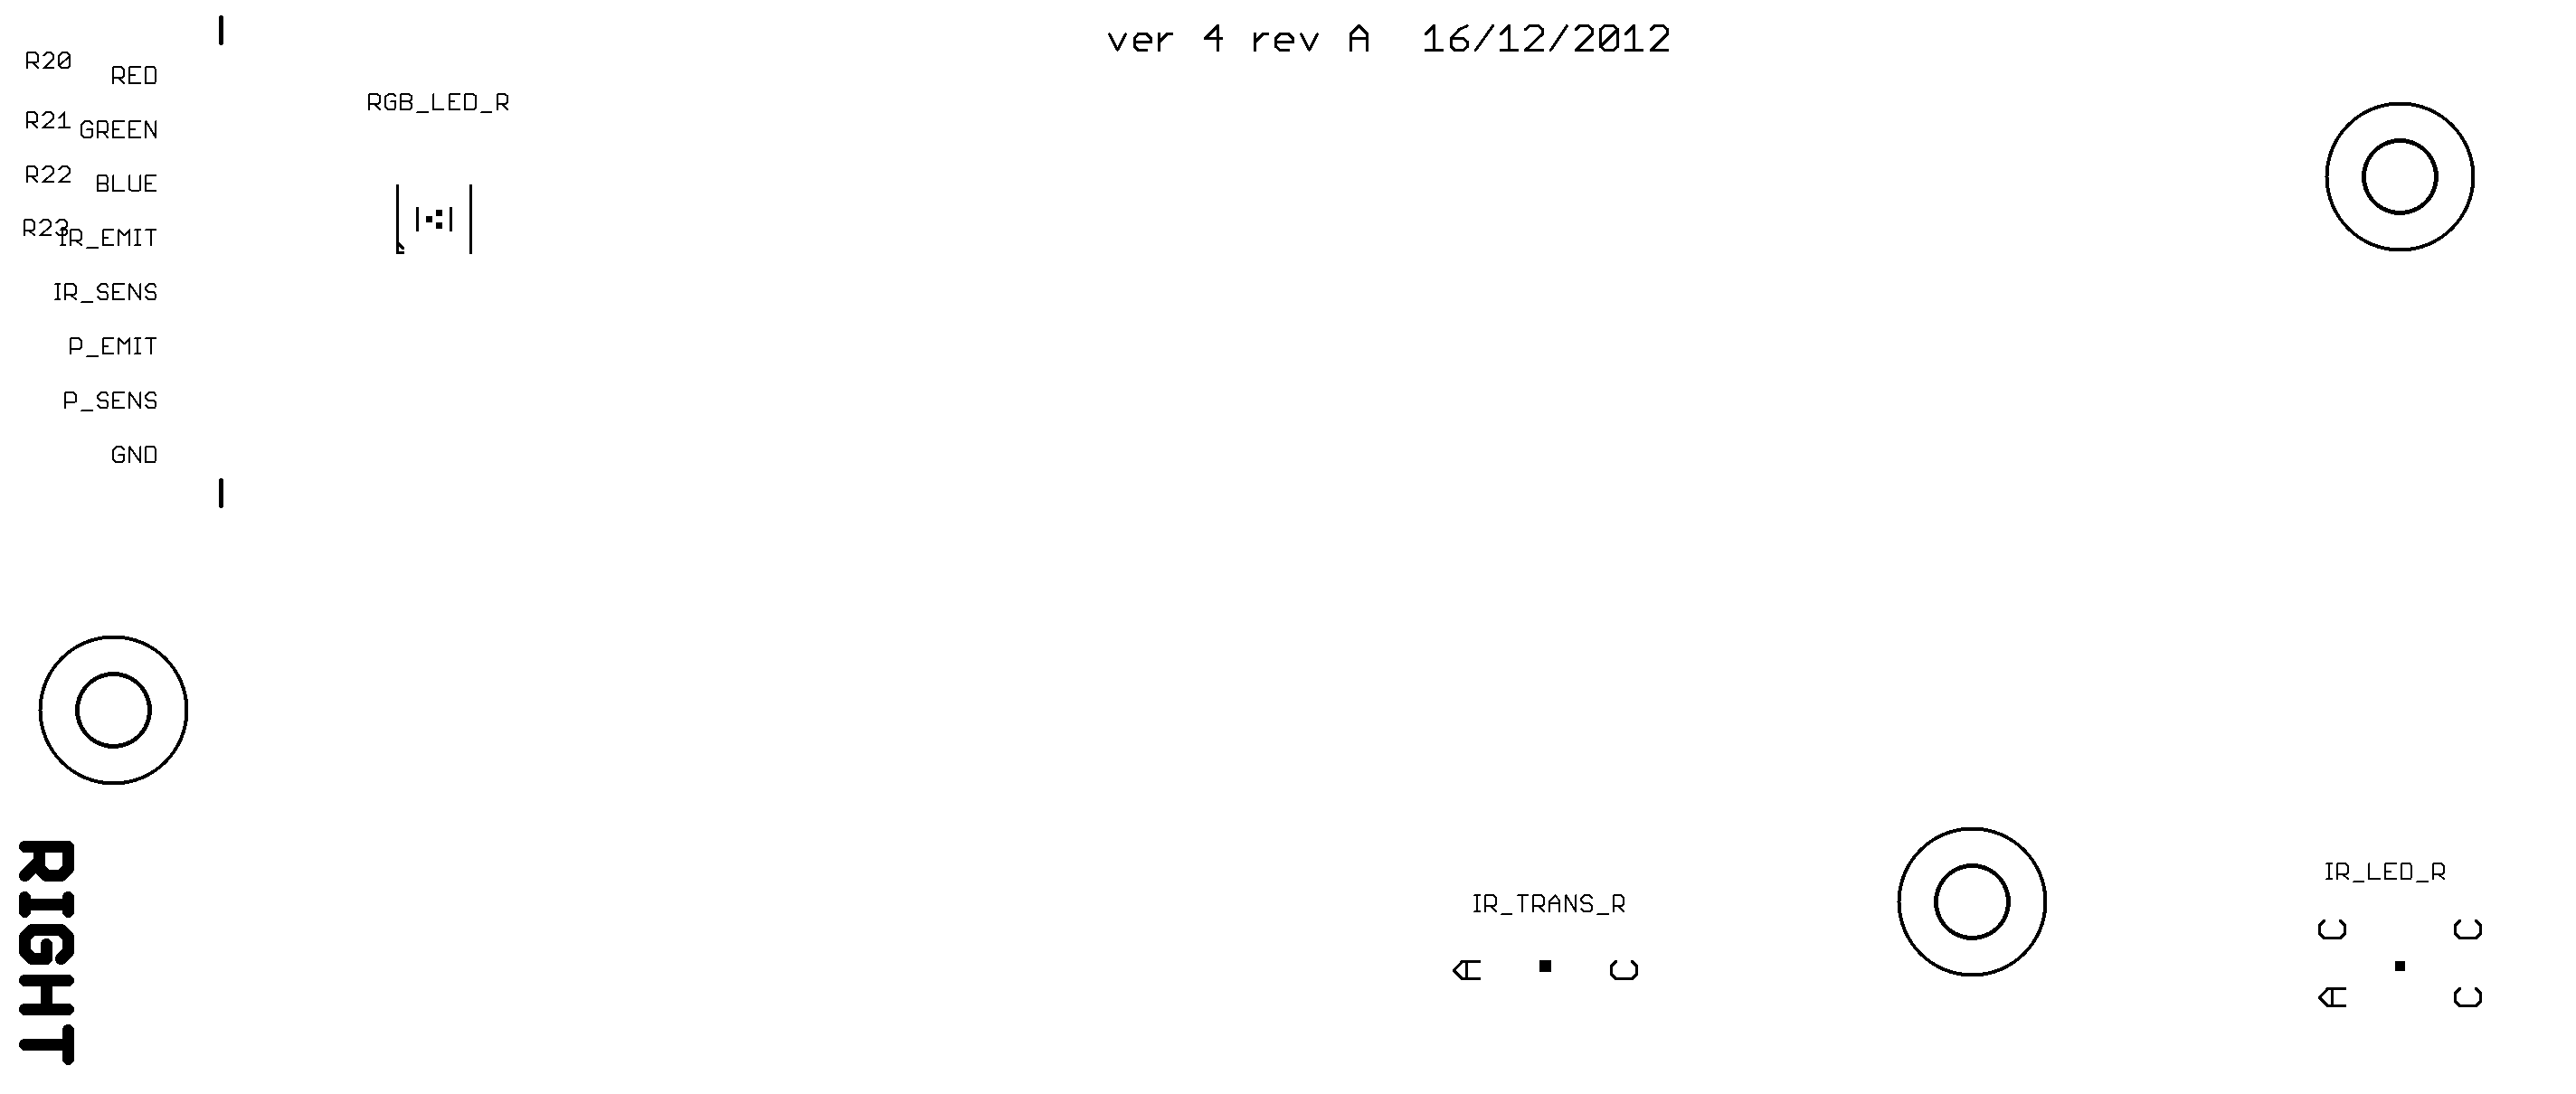 ver 4 rev A 16/12/2012
R20 RED
R21 GREEN
R22 BLUE
R23 IR_EMIT
IR_SENS
P_EMIT
P_SENS
GND
RGB_LED_R
RIGHT
IR_TRANS_R
A C
IR_LED_R
C C
A C